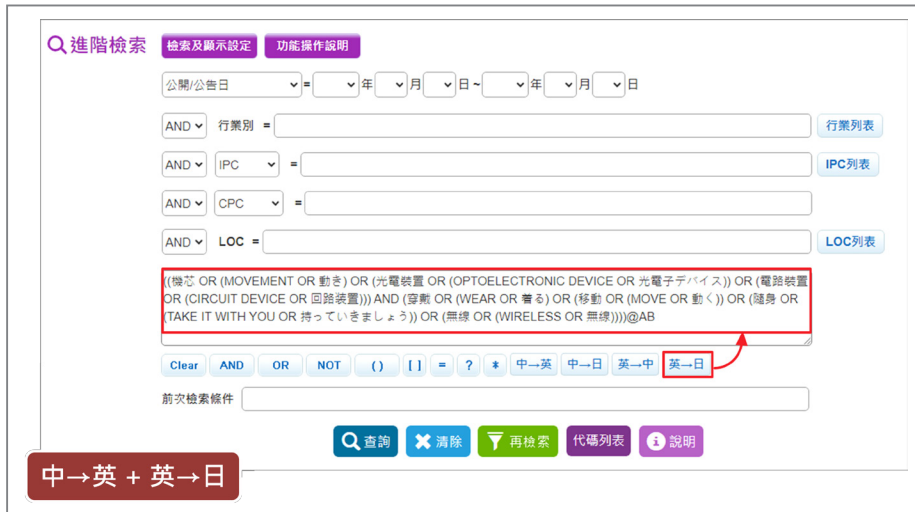 進階檢索 檢索及顯示設定 功能操作說明
公開/公告日 = 年 月 日 ~ 年 月 日
AND 行業別 = 行業列表
AND IPC = IPC列表
AND CPC =
AND LOC = LOC列表
((機芯 OR (MOVEMENT OR 動き) OR (光電裝置 OR (OPTOELECTRONIC DEVICE OR 光電子デバイス)) OR (電路裝置
OR (CIRCUIT DEVICE OR 回路装置))) AND (穿戴 OR (WEAR OR 着る) OR (移動 OR (MOVE OR 動く)) OR (隨身 OR
(TAKE IT WITH YOU OR 持っていきましょう)) OR (無線 OR (WIRELESS OR 無線))))@AB
Clear AND OR NOT () [ ] = ? * 中→英 中→日 英→中 英→日
前次檢索條件
查詢 清除 再檢索 代碼列表 說明
中→英 + 英→日